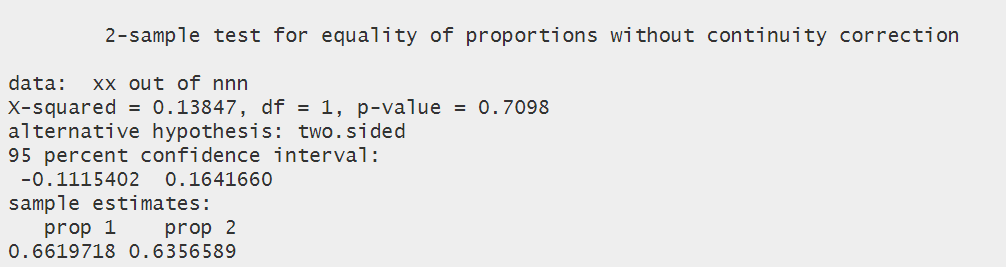 2-sample test for equality of proportions without continuity correction
data:  xx out of nnn
X-squared = 0.13847, df = 1, p-value = 0.7098
alternative hypothesis: two.sided
95 percent confidence interval:
 -0.1115402  0.1641660
sample estimates:
   prop 1    prop 2
0.6619718 0.6356589